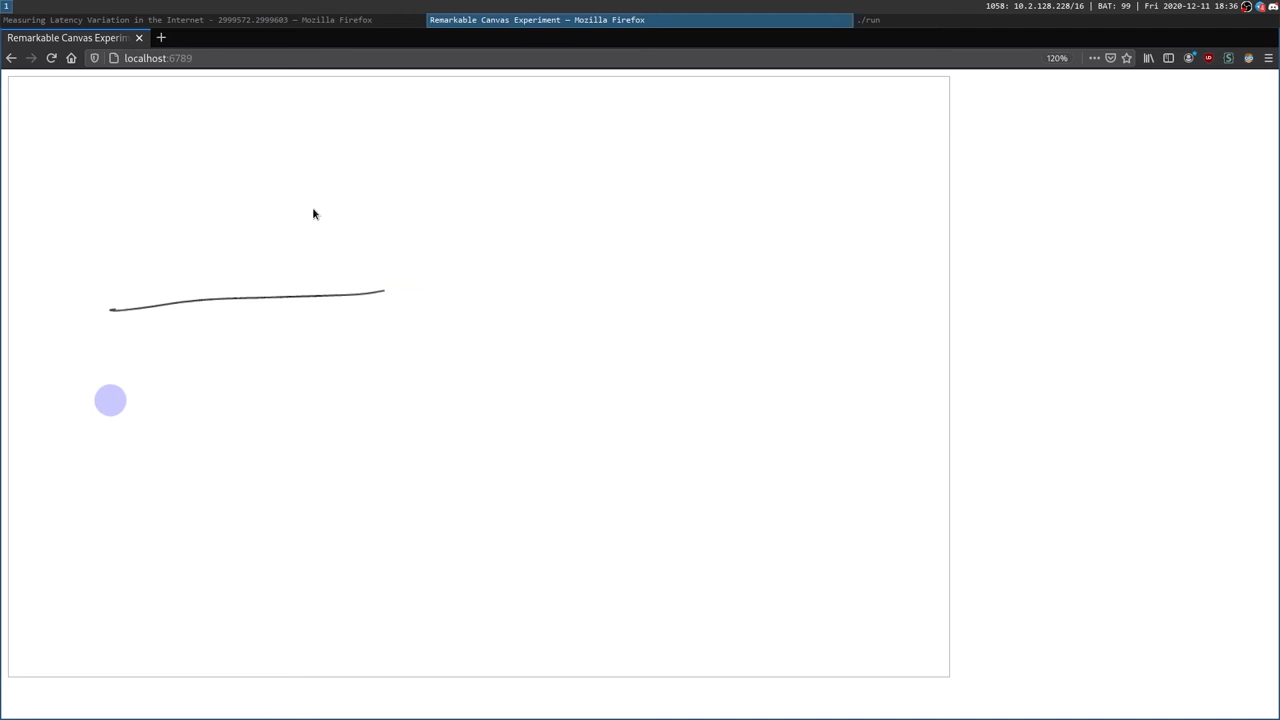 1
1058: 10.2.128.228/16 | BAT: 99 | Fri 2020-12-11 18:36
Measuring Latency Variation in the Internet - 2999572.2999603 — Mozilla Firefox
Remarkable Canvas Experiment — Mozilla Firefox
./run
Remarkable Canvas Experim
localhost:6789
120%